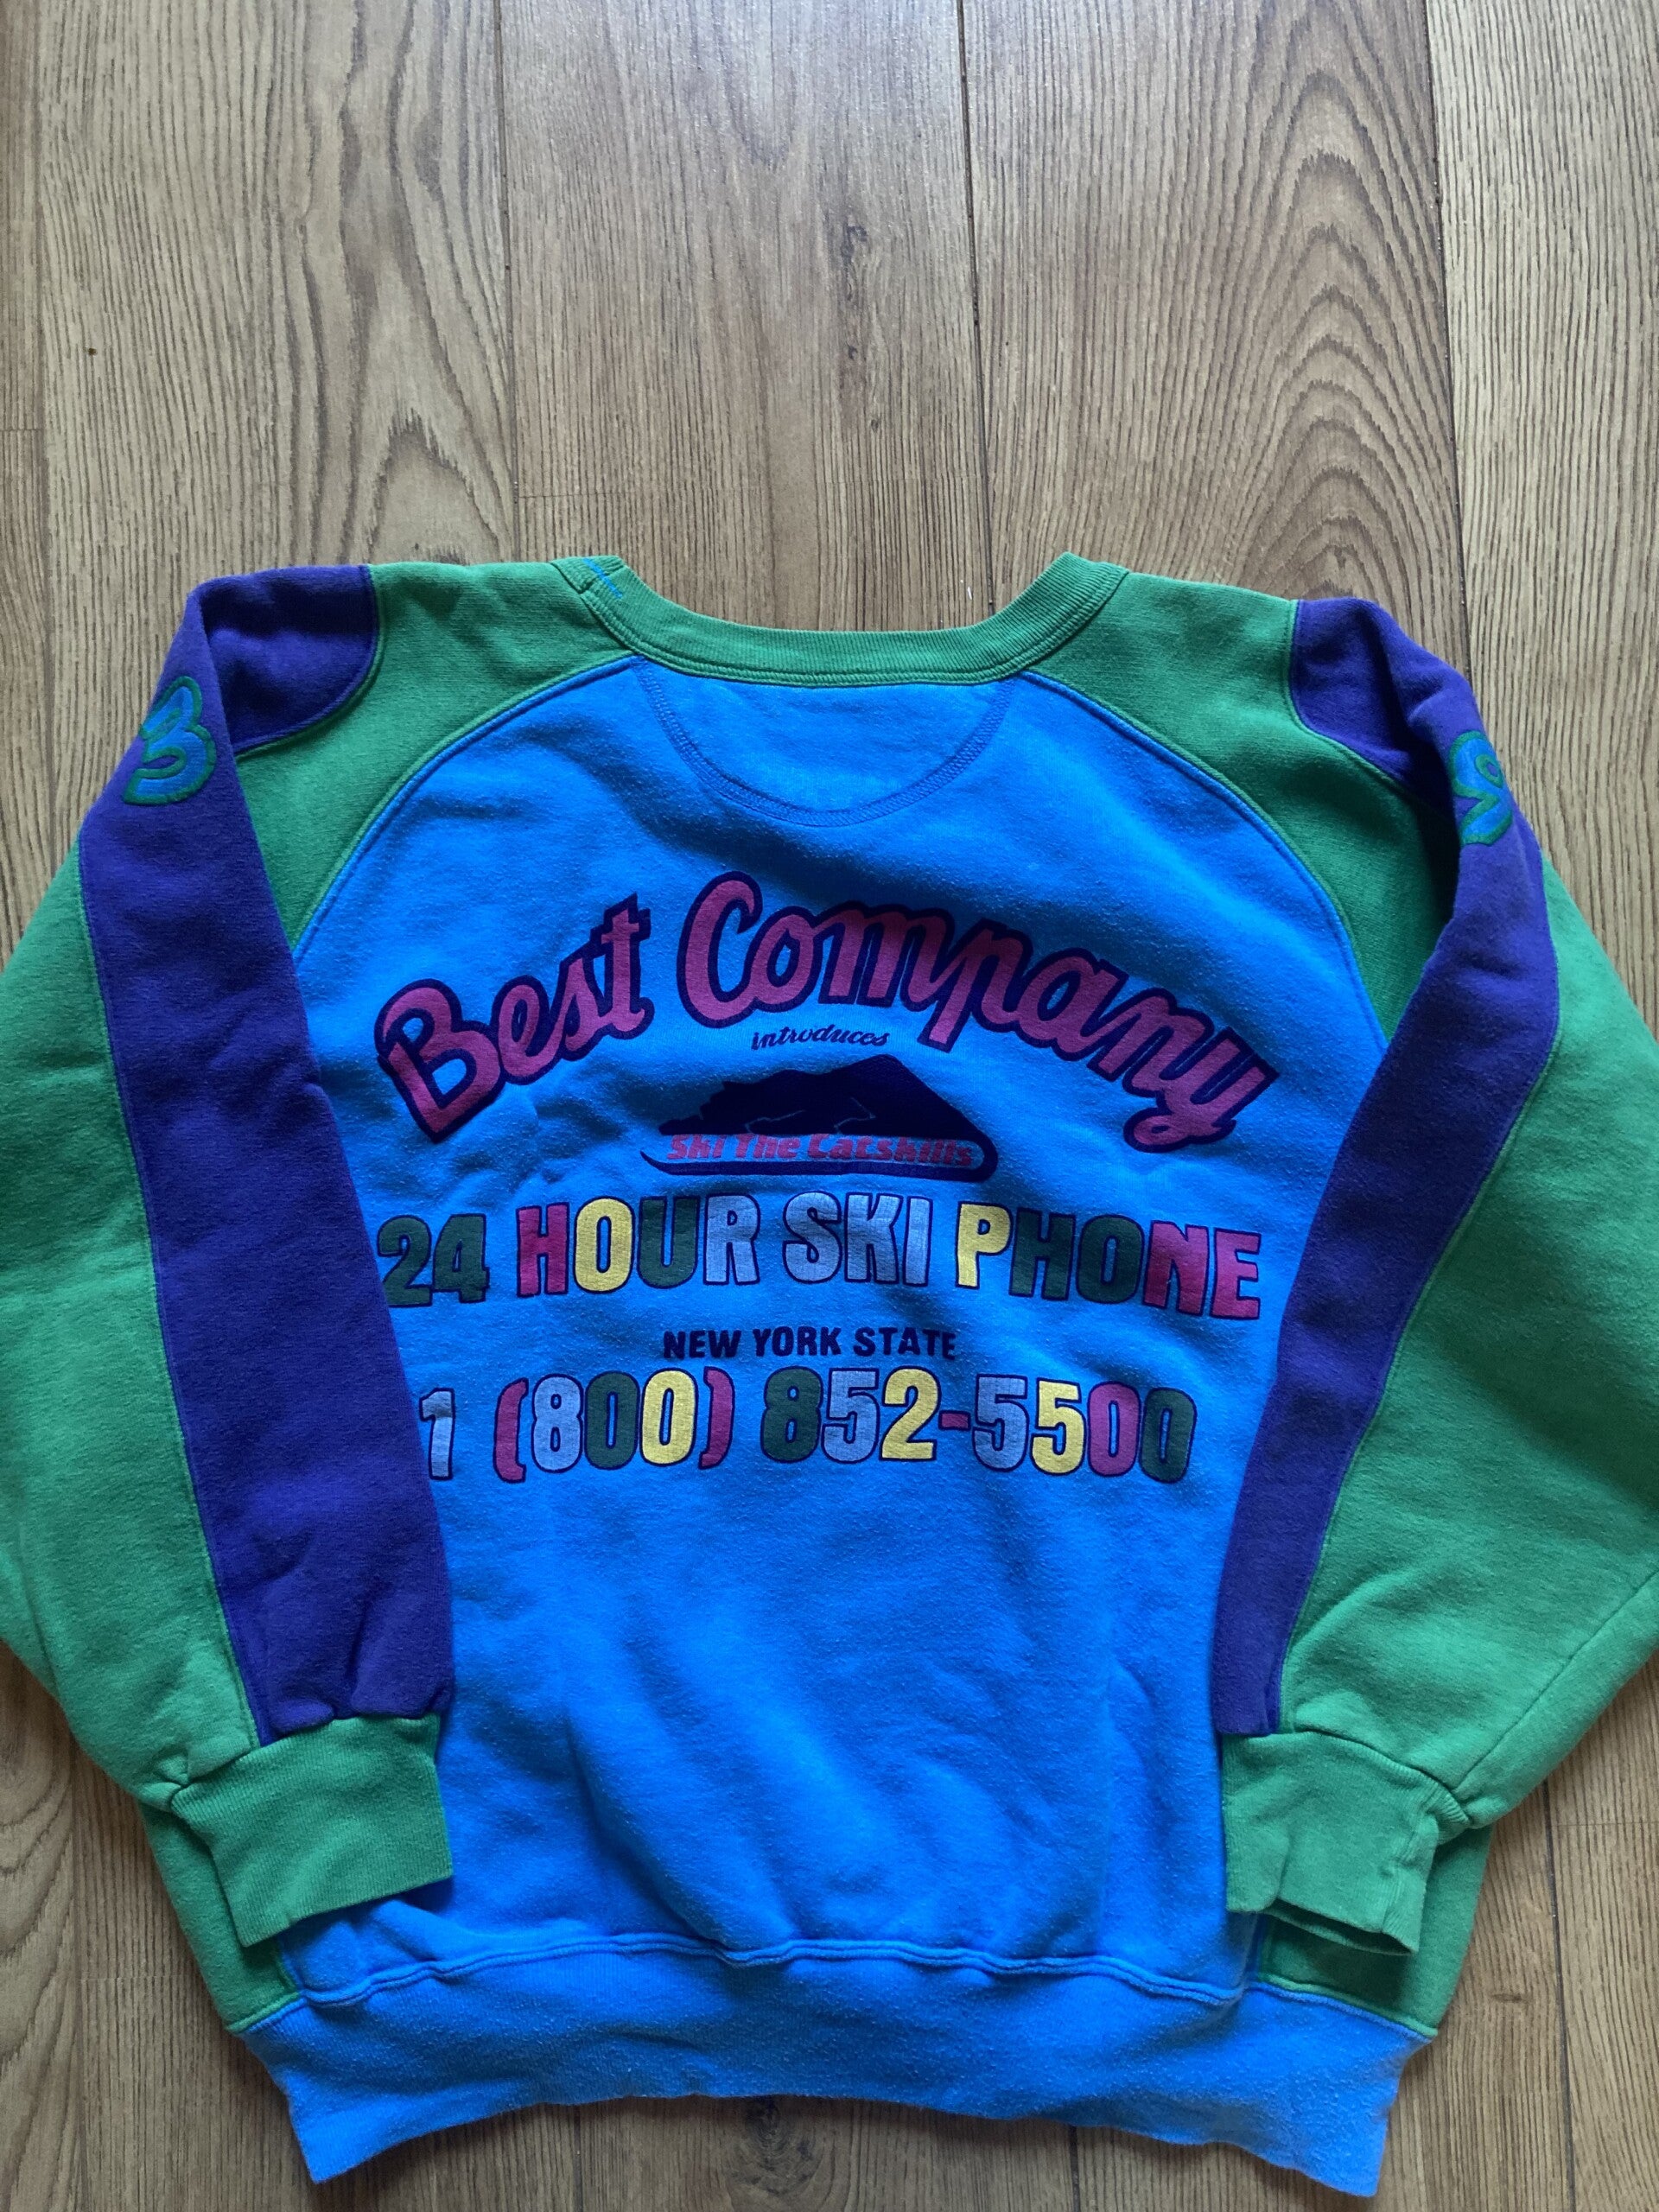 Best Company
introduces
Ski The Catskills
24 HOUR SKI PHONE
NEW YORK STATE
1 (800) 852-5500